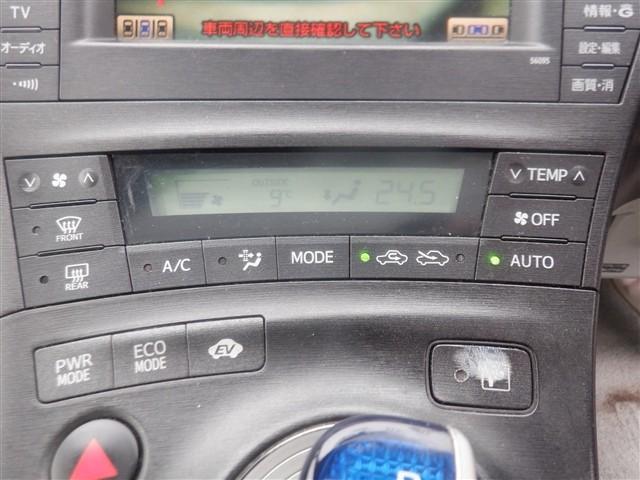 TV
オーディオ
車両周辺を直接確認して下さい
56095
情報・G
設定・編集
画質・消
OUTSIDE
9℃
24.5
TEMP
OFF
FRONT
REAR
A/C
MODE
AUTO
PWR
MODE
ECO
MODE
EV